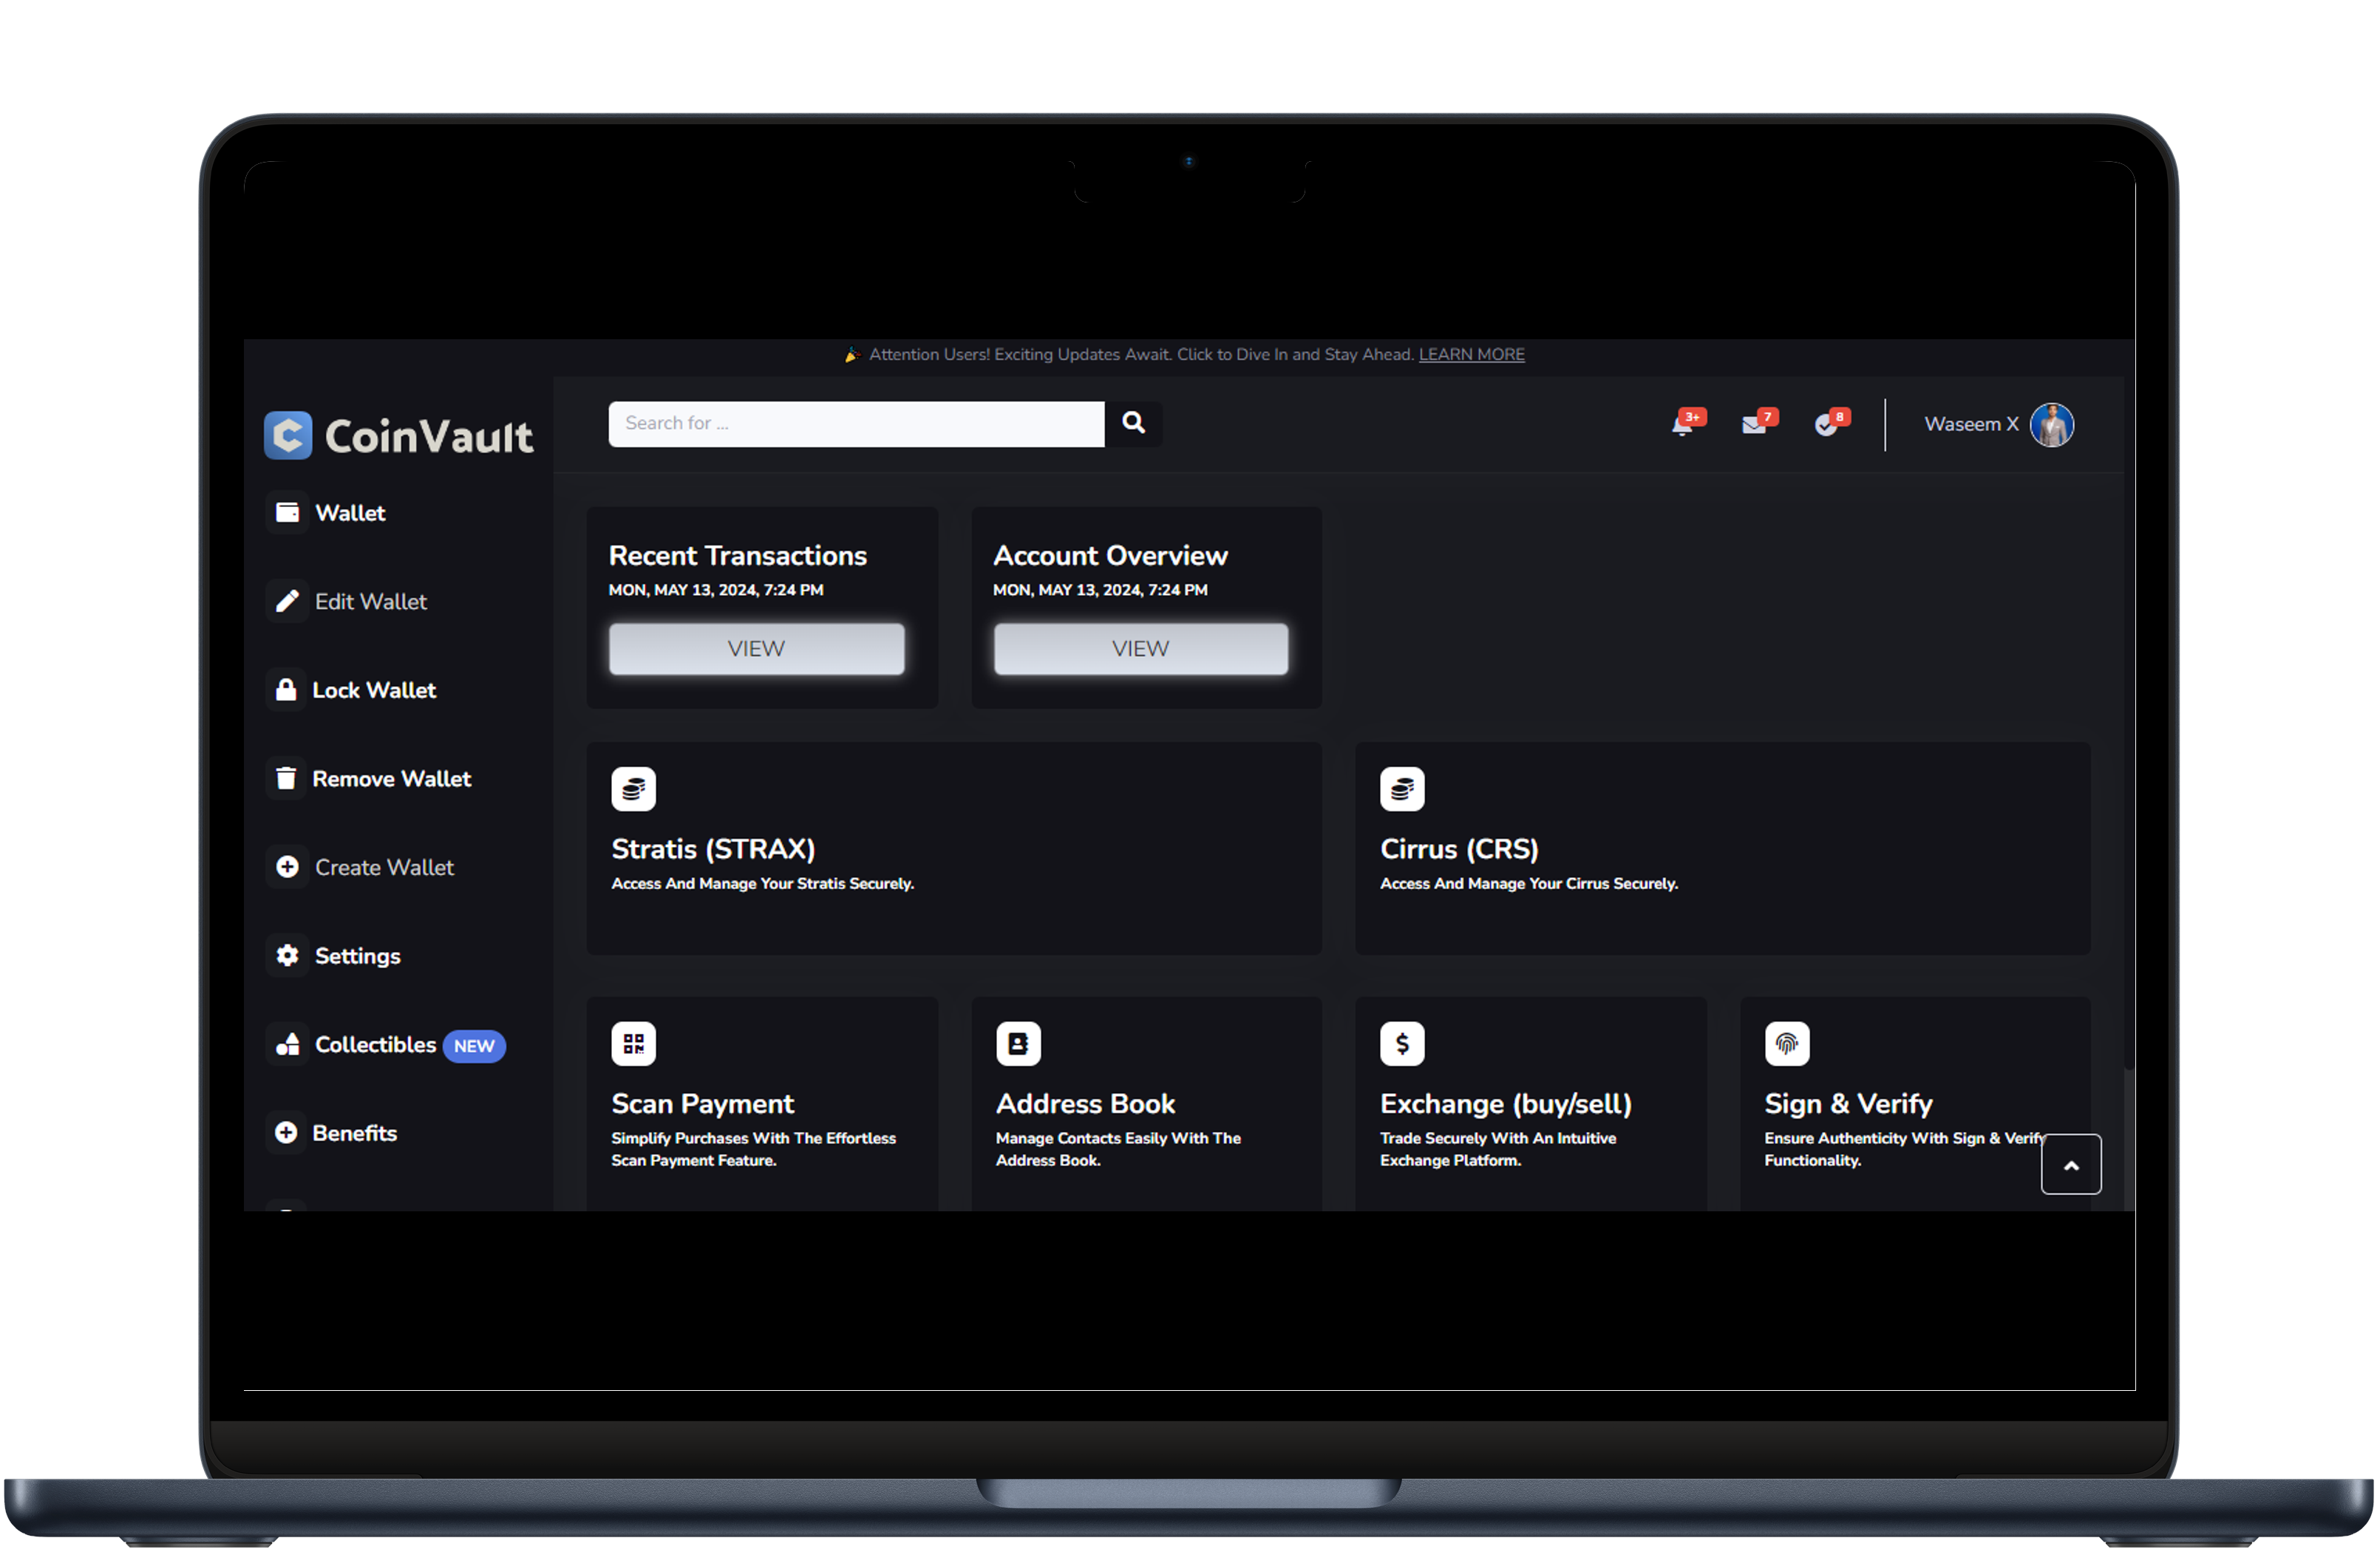 Attention Users! Exciting Updates Await. Click to Dive In and Stay Ahead. LEARN MORE
CoinVault
Search for ...
3+
7
8
Waseem X
Wallet
Edit Wallet
Lock Wallet
Remove Wallet
Create Wallet
Settings
Collectibles NEW
Benefits
Recent Transactions
MON, MAY 13, 2024, 7:24 PM
VIEW
Account Overview
MON, MAY 13, 2024, 7:24 PM
VIEW
Stratis (STRAX)
Access And Manage Your Stratis Securely.
Cirrus (CRS)
Access And Manage Your Cirrus Securely.
Scan Payment
Simplify Purchases With The Effortless
Scan Payment Feature.
Address Book
Manage Contacts Easily With The
Address Book.
Exchange (buy/sell)
Trade Securely With An Intuitive
Exchange Platform.
Sign & Verify
Ensure Authenticity With Sign & Verify
Functionality.